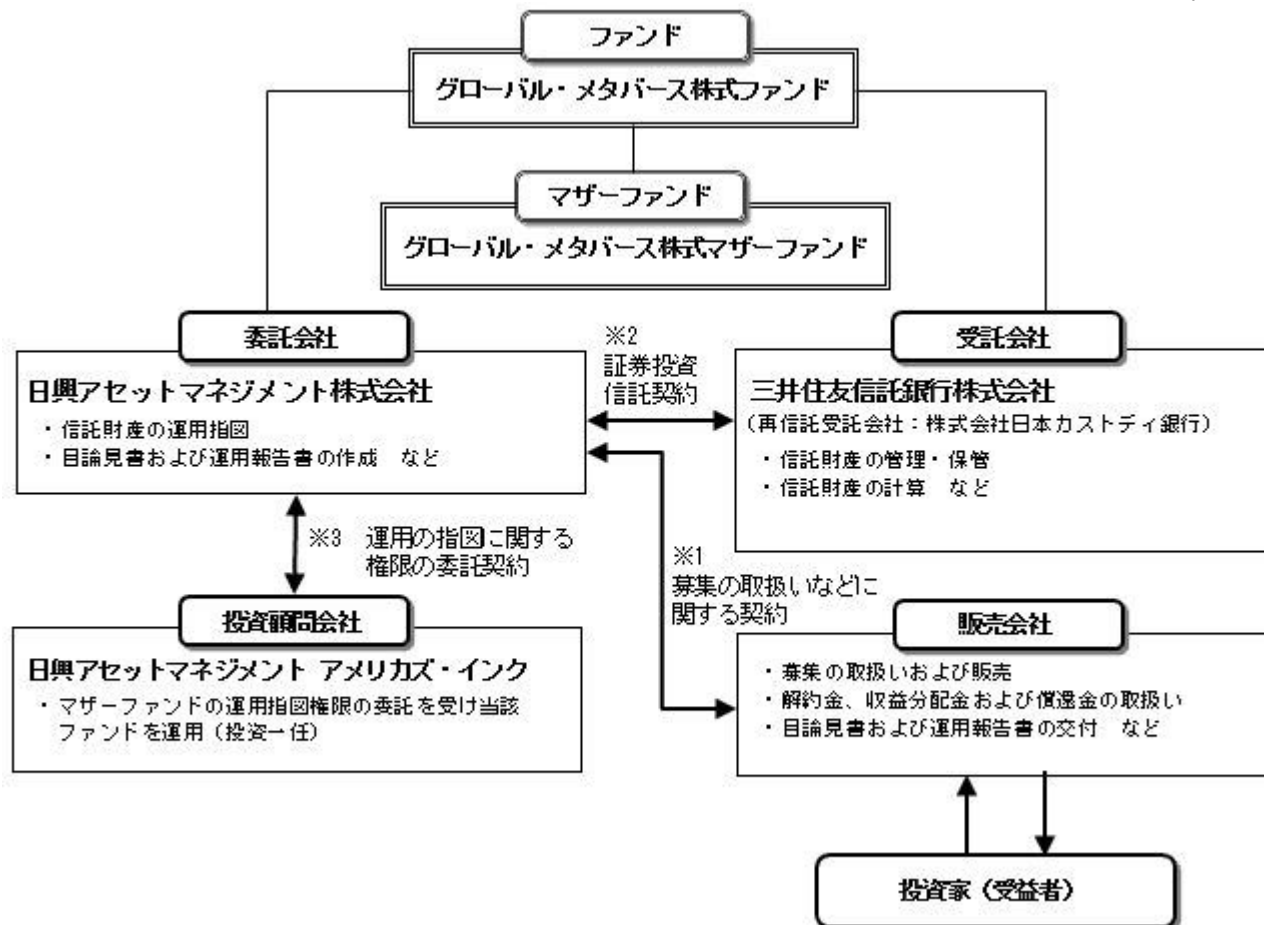 ファンド
グローバル・メタバース株式ファンド
マザーファンド
グローバル・メタバース株式マザーファンド
委託会社
日興アセットマネジメント株式会社
・信託財産の運用指図
・目論見書および運用報告書の作成 など
※2
証券投資
信託契約
受託会社
三井住友信託銀行株式会社
（再信託受託会社：株式会社日本カストディ銀行）
・信託財産の管理・保管
・信託財産の計算 など
※3 運用の指図に関する
権限の委託契約
※1
募集の取扱いなどに
関する契約
投資顧問会社
日興アセットマネジメント アメリカズ・インク
・マザーファンドの運用指図権限の委託を受け当該
ファンドを運用（投資一任）
販売会社
・募集の取扱いおよび販売
・解約金、収益分配金および償還金の取扱い
・目論見書および運用報告書の交付 など
投資家（受益者）